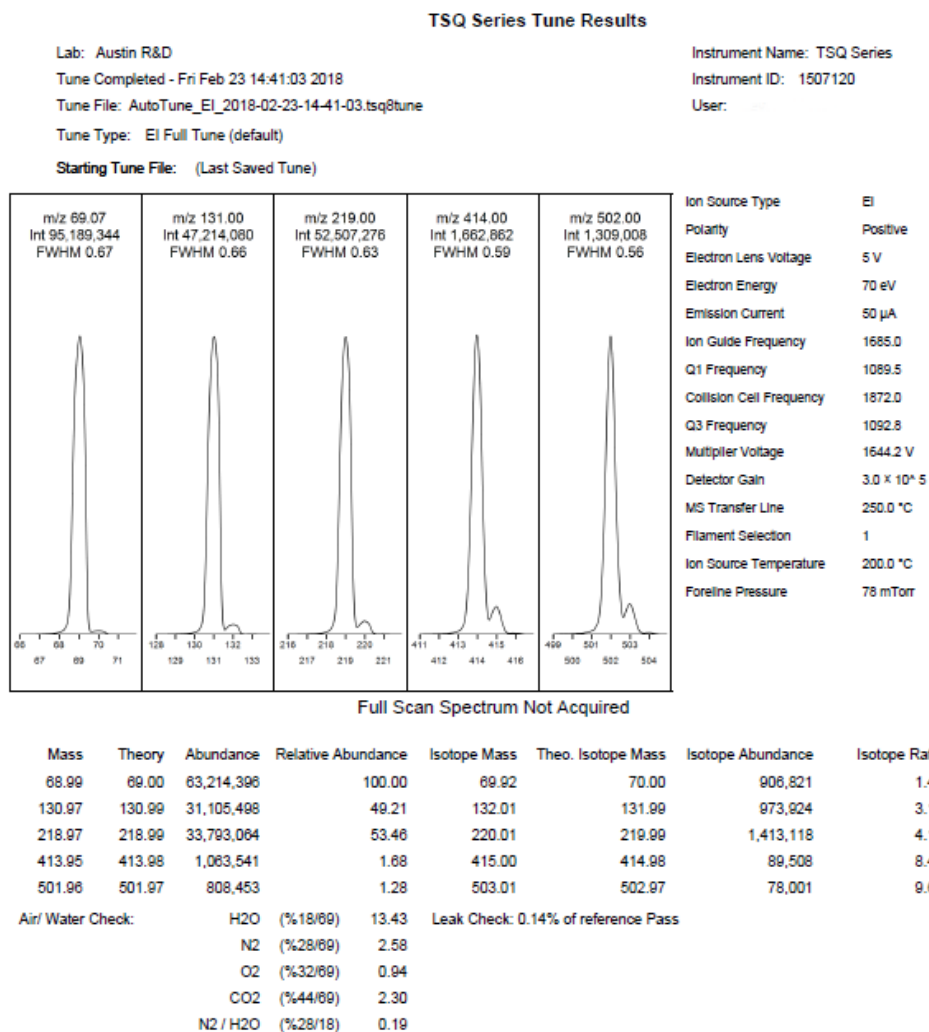 TSQ Series Tune Results
Lab: Austin R&D
Instrument Name: TSQ Series
Tune Completed - Fri Feb 23 14:41:03 2018
Instrument ID: 1507120
Tune File: AutoTune_EI_2018-02-23-14-41-03.tsq8tune
User:
Tune Type: EI Full Tune (default)
Starting Tune File: (Last Saved Tune)
m/z 69.07
Int 95,189,344
FWHM 0.67
66 68 70
67 69 71
m/z 131.00
Int 47,214,080
FWHM 0.66
128 130 132
129 131 133
m/z 219.00
Int 52,507,276
FWHM 0.63
216 218 220
217 219 221
m/z 414.00
Int 1,662,862
FWHM 0.59
411 413 415
412 414 416
m/z 502.00
Int 1,309,008
FWHM 0.56
499 501 503
500 502 504
Ion Source Type EI
Polarity Positive
Electron Lens Voltage 5 V
Electron Energy 70 eV
Emission Current 50 µA
Ion Guide Frequency 1685.0
Q1 Frequency 1089.5
Collision Cell Frequency 1872.0
Q3 Frequency 1092.8
Multiplier Voltage 1644.2 V
Detector Gain 3.0 × 10^ 5
MS Transfer Line 250.0 °C
Filament Selection 1
Ion Source Temperature 200.0 °C
Foreline Pressure 78 mTorr
Full Scan Spectrum Not Acquired
Mass Theory Abundance Relative Abundance Isotope Mass Theo. Isotope Mass Isotope Abundance Isotope
68.99 69.00 63,214,396 100.00 69.92 70.00 906,821
130.97 130.99 31,105,498 49.21 132.01 131.99 973,924
218.97 218.99 33,793,064 53.46 220.01 219.99 1,413,118
413.95 413.98 1,063,541 1.68 415.00 414.98 89,508
501.96 501.97 808,453 1.28 503.01 502.97 78,001
Air/ Water Check: H2O (%18/69) 13.43 Leak Check: 0.14% of reference Pass
N2 (%28/69) 2.58
O2 (%32/69) 0.94
CO2 (%44/69) 2.30
N2 / H2O (%28/18) 0.19